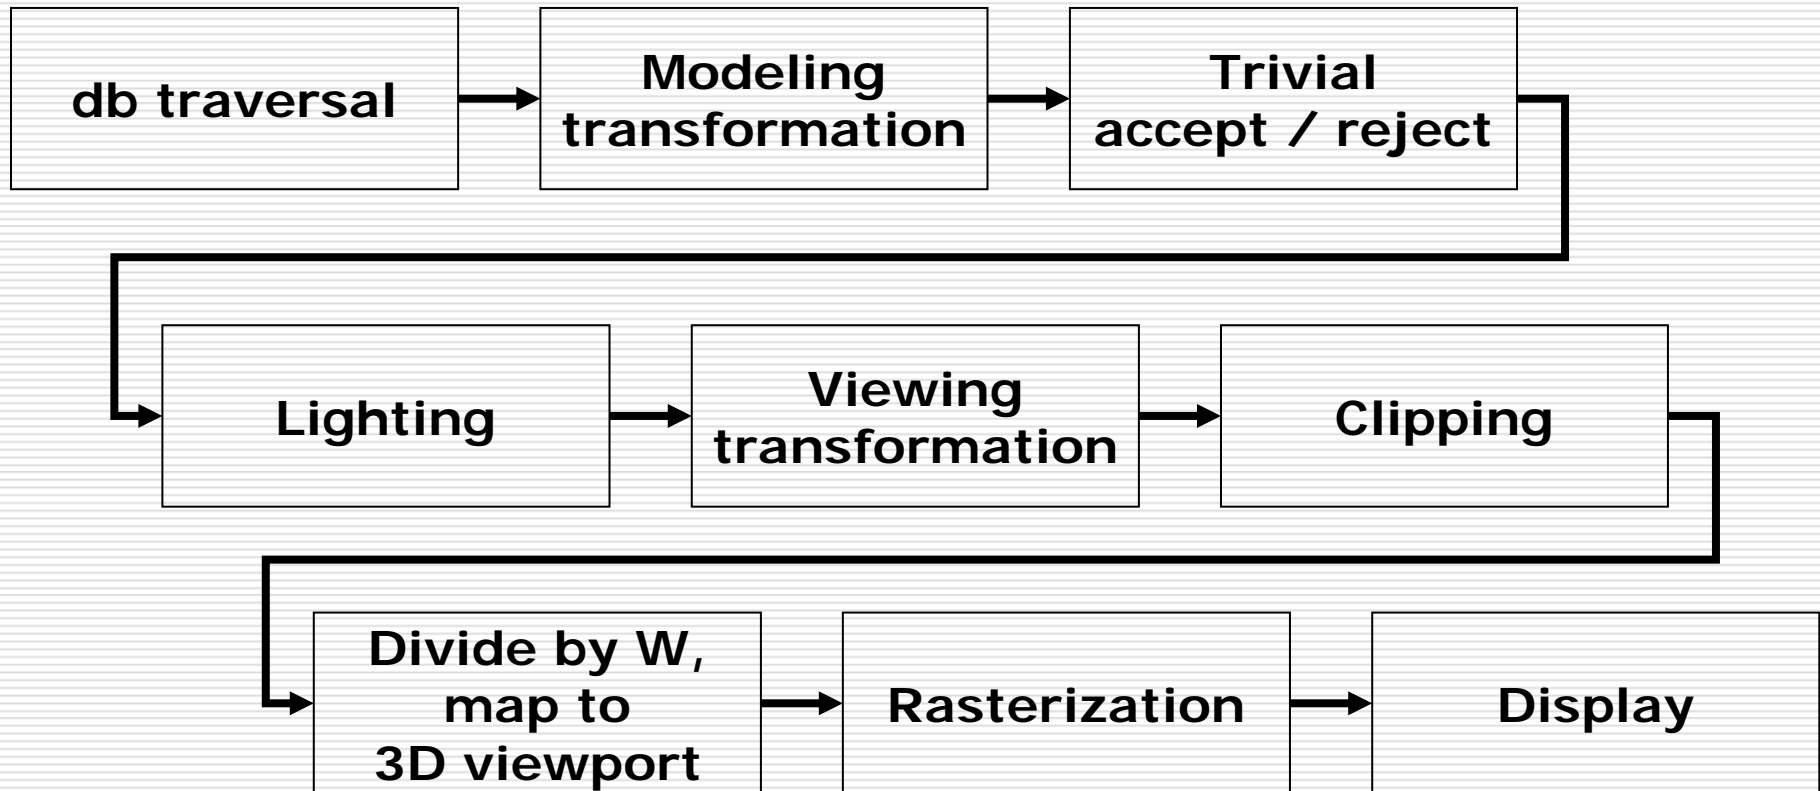 db traversal
Modeling
transformation
Trivial
accept / reject
Lighting
Viewing
transformation
Clipping
Divide by W,
map to
3D viewport
Rasterization
Display